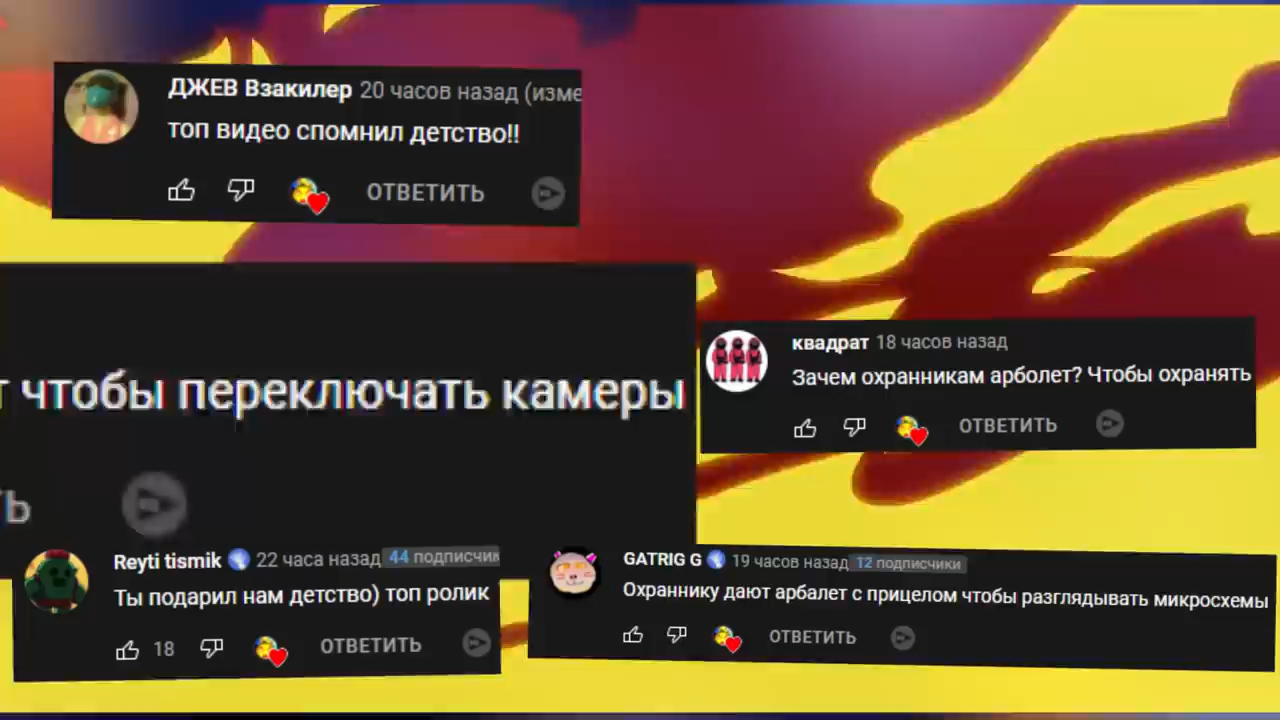 ДЖЕВ Взакилер 20 часов назад (изме
топ видео спомнил детство!!
ОТВЕТИТЬ
чтобы переключать камеры
Ь
квадрат 18 часов назад
Зачем охранникам арболет? Чтобы охранять
ОТВЕТИТЬ
Reyti tismik 22 часа назад 44 подписчик
Ты подарил нам детство) топ ролик
18 ОТВЕТИТЬ
GATRIG G 19 часов назад 12 подписчики
Охраннику дают арбалет с прицелом чтобы разглядывать микросхемы
ОТВЕТИТЬ